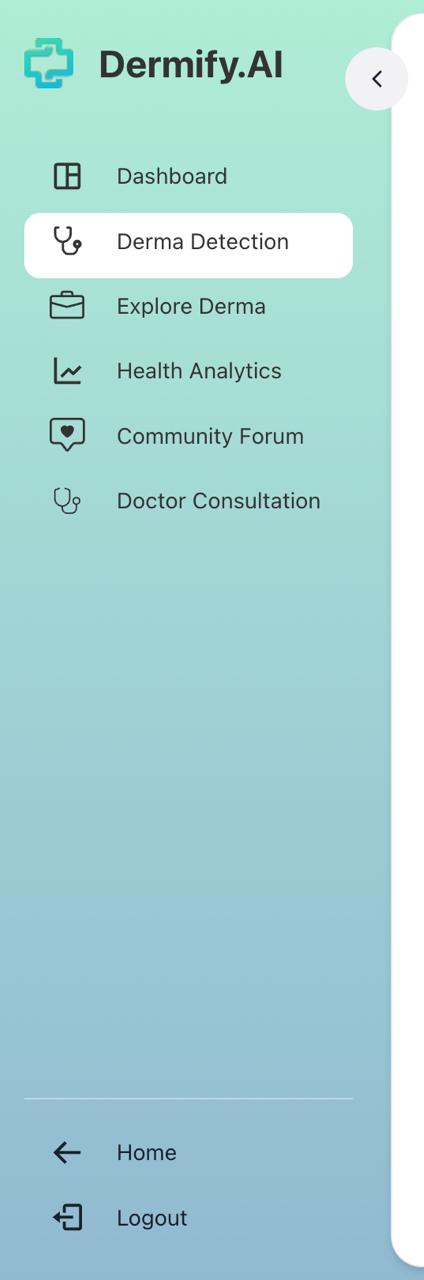 Dermify.AI
Dashboard
Derma Detection
Explore Derma
Health Analytics
Community Forum
Doctor Consultation
Home
Logout